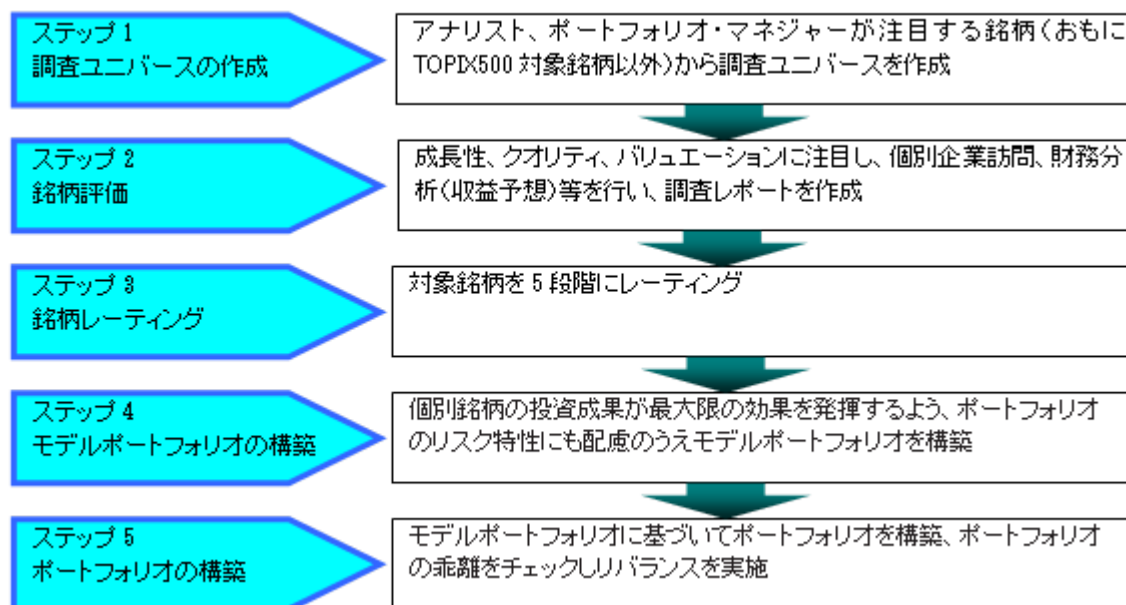 ステップ 1
調査ユニバースの作成
アナリスト、ポートフォリオ・マネジャーが注目する銘柄(おもに
TOPIX500 対象銘柄以外)から調査ユニバースを作成
ステップ 2
銘柄評価
成長性、クオリティ、バリュエーションに注目し、個別企業訪問、財務分
析(収益予想)等を行い、調査レポートを作成
ステップ 3
銘柄レーティング
対象銘柄を 5 段階にレーティング
ステップ 4
モデルポートフォリオの構築
個別銘柄の投資成果が最大限の効果を発揮するよう、ポートフォリオ
のリスク特性にも配慮のうえモデルポートフォリオを構築
ステップ 5
ポートフォリオの構築
モデルポートフォリオに基づいてポートフォリオを構築、ポートフォリオ
の乖離をチェックしリバランスを実施